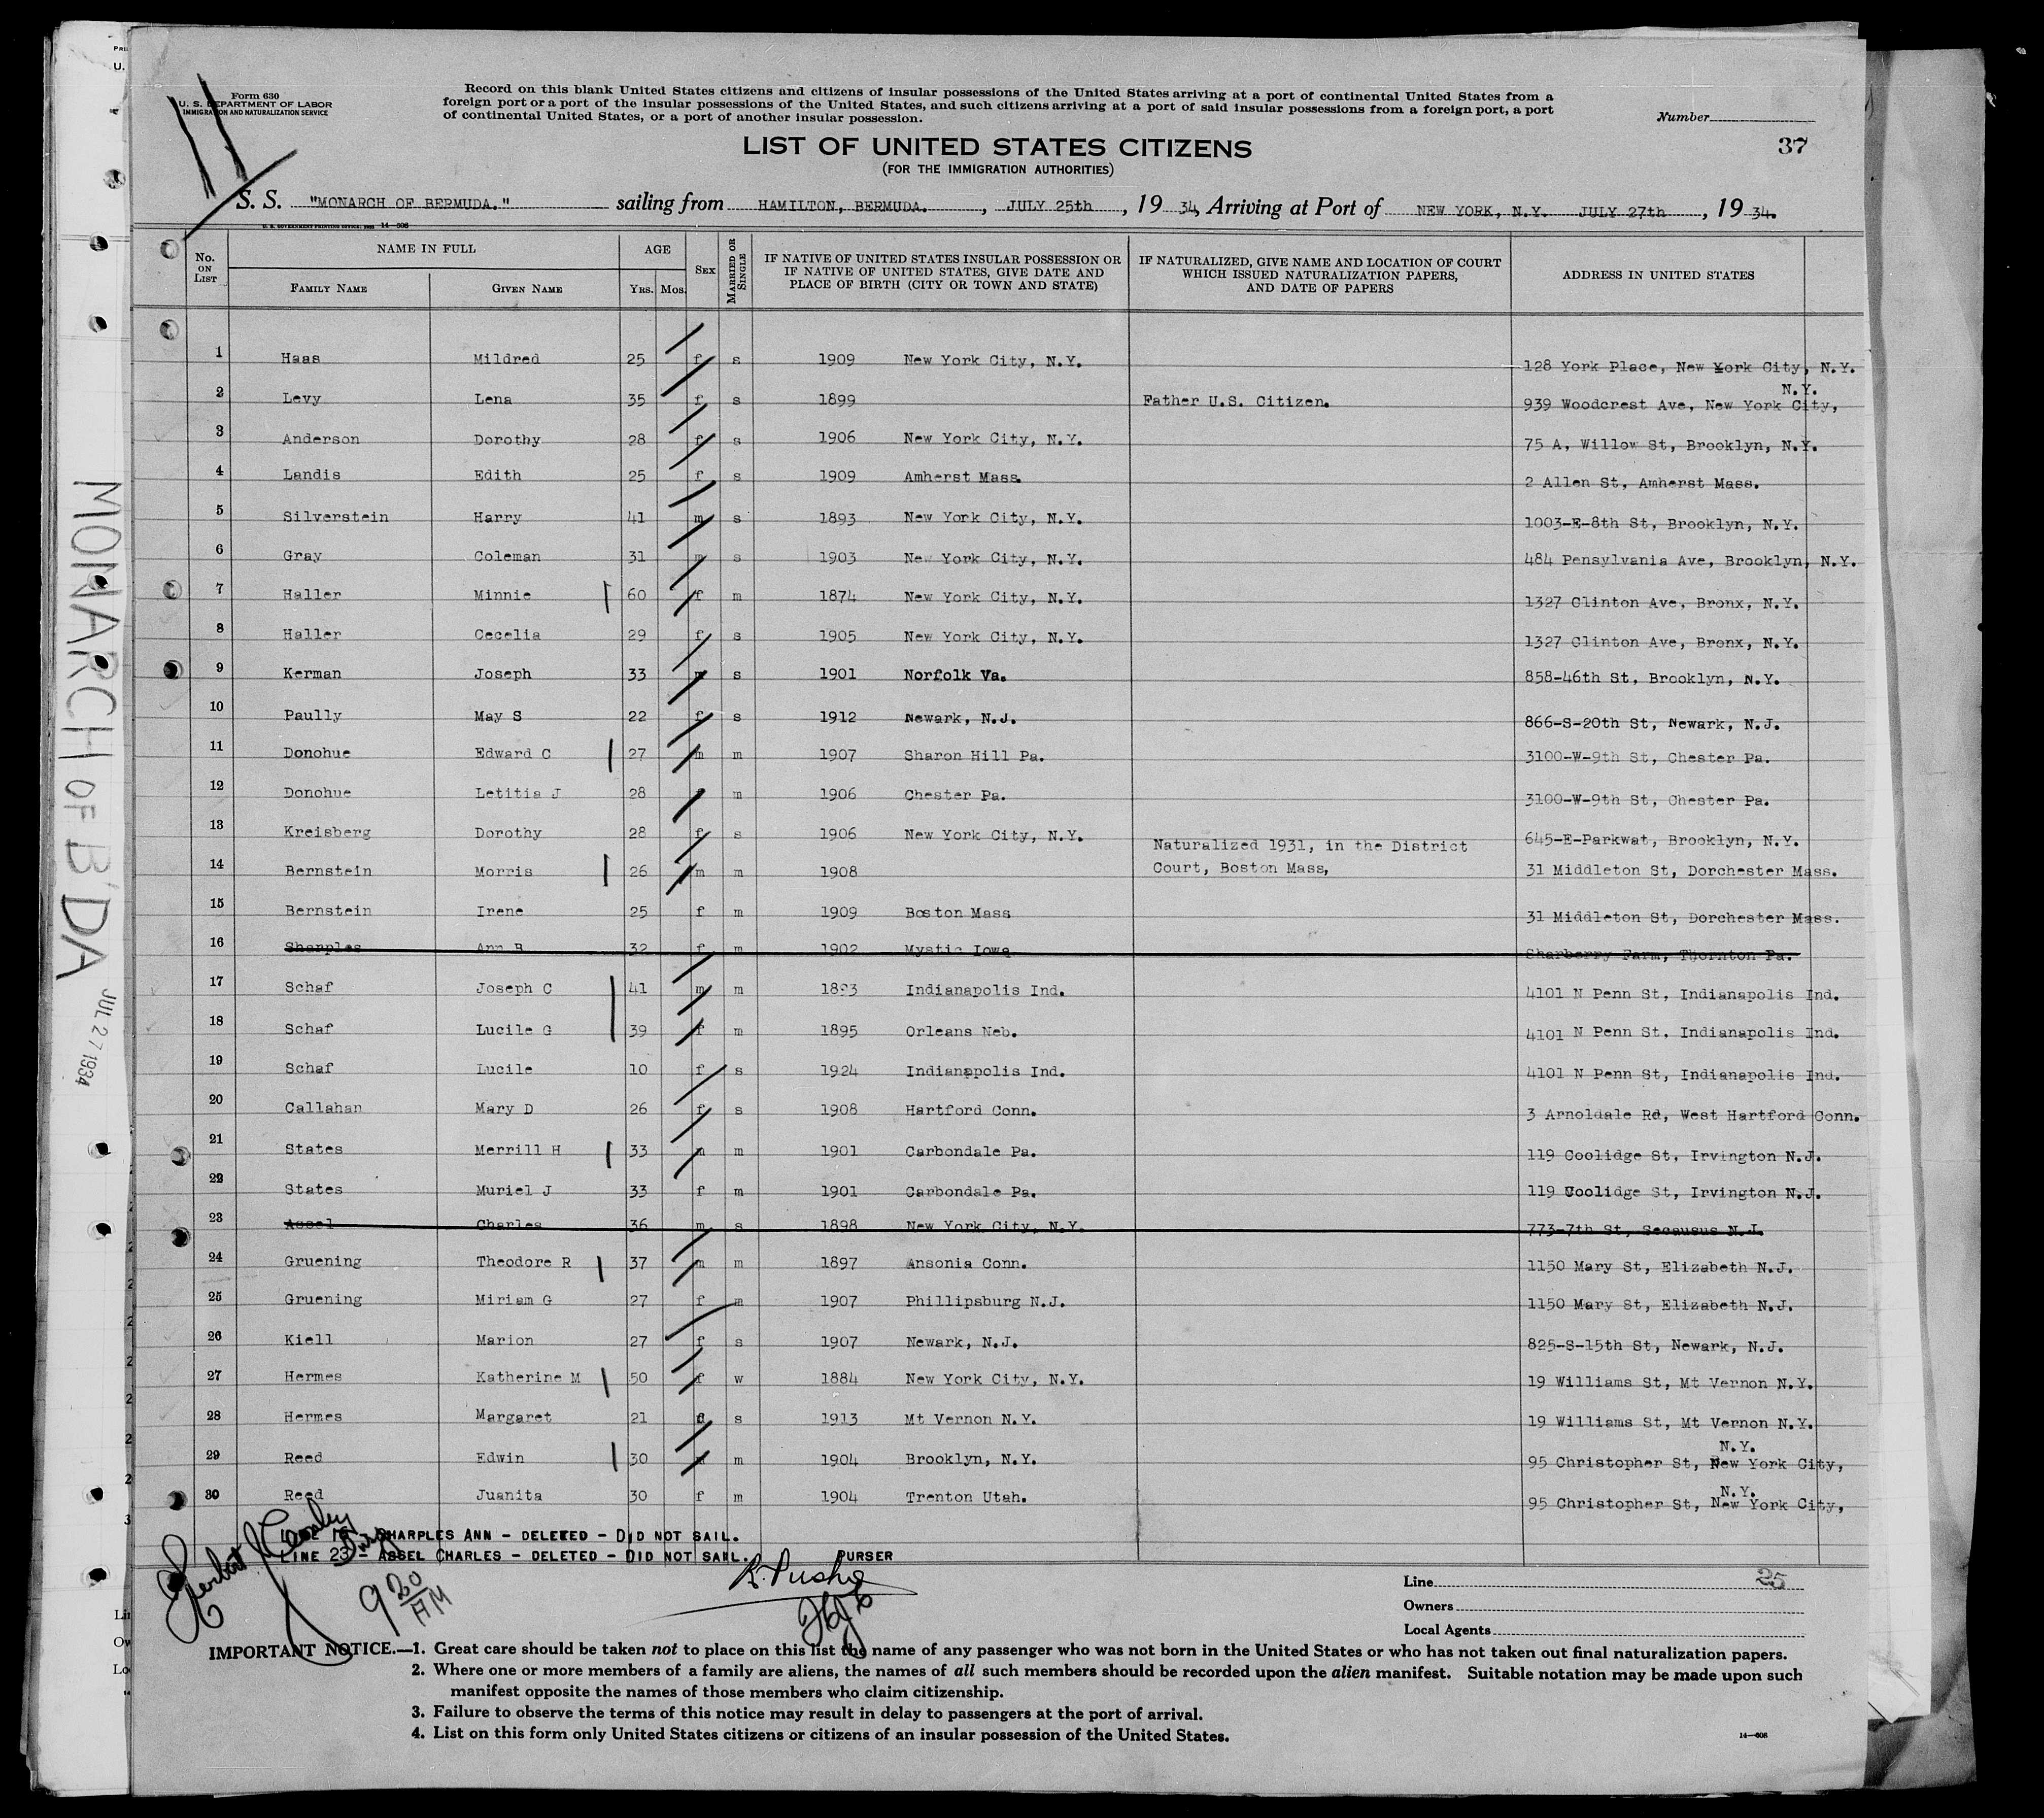 Form 630
U. S. DEPARTMENT OF LABOR
IMMIGRATION AND NATURALIZATION SERVICE
Record on this blank United States citizens and citizens of insular possessions of the United States arriving at a port of continental United States from a
foreign port or a port of the insular possessions of the United States, and such citizens arriving at a port of said insular possessions from a foreign port, a port
of continental United States, or a port of another insular possession.
Number
37
LIST OF UNITED STATES CITIZENS
(FOR THE IMMIGRATION AUTHORITIES)
S. S. "MONARCH OF BERMUDA." sailing from HAMILTON, BERMUDA. , JULY 25th , 19 34, Arriving at Port of NEW YORK, N.Y. JULY 27th , 19 34.
No. ON LIST NAME IN FULL FAMILY NAME GIVEN NAME AGE YRS. MOS. SEX MARRIED OR SINGLE IF NATIVE OF UNITED STATES INSULAR POSSESSION OR IF NATIVE OF UNITED STATES, GIVE DATE AND PLACE OF BIRTH (CITY OR TOWN AND STATE) IF NATURALIZED, GIVE NAME AND LOCATION OF COURT WHICH ISSUED NATURALIZATION PAPERS, AND DATE OF PAPERS ADDRESS IN UNITED STATES
1 Haas Mildred 25 f s 1909 New York City, N.Y. 128 York Place, New York City, N.Y.
2 Levy Lena 35 f s 1899 Father U.S. Citizen. 939 Woodcrest Ave, New York City, N.Y.
3 Anderson Dorothy 28 f s 1906 New York City, N.Y. 75 A, Willow St, Brooklyn, N.Y.
4 Landis Edith 25 f s 1909 Amherst Mass. 2 Allen St, Amherst Mass.
5 Silverstein Harry 41 m s 1893 New York City, N.Y. 1003-E-8th St, Brooklyn, N.Y.
6 Gray Coleman 31 m s 1903 New York City, N.Y. 484 Pensylvania Ave, Brooklyn, N.Y.
7 Haller Minnie 60 f m 1874 New York City, N.Y. 1327 Clinton Ave, Bronx, N.Y.
8 Haller Cecelia 29 f s 1905 New York City, N.Y. 1327 Clinton Ave, Bronx, N.Y.
9 Kerman Joseph 33 m s 1901 Norfolk Va. 858-46th St, Brooklyn, N.Y.
10 Paully May S 22 f s 1912 Newark, N.J. 866-S-20th St, Newark, N.J.
11 Donohue Edward C 27 m m 1907 Sharon Hill Pa. 3100-W-9th St, Chester Pa.
12 Donohue Letitia J 28 m 1906 Chester Pa. 3100-W-9th St, Chester Pa.
13 Kreisberg Dorothy 28 f s 1906 New York City, N.Y. 645-E-Parkwat, Brooklyn, N.Y.
14 Bernstein Morris 26 m m 1908 Naturalized 1931, in the District Court, Boston Mass, 31 Middleton St, Dorchester Mass.
15 Bernstein Irene 25 f m 1909 Boston Mass 31 Middleton St, Dorchester Mass.
16 Sharples Ann B 32 f m 1902 Mystic Iowa Sharberry Farm, Thornton Pa.
17 Schaf Joseph C 41 m m 1893 Indianapolis Ind. 4101 N Penn St, Indianapolis Ind.
18 Schaf Lucile G 39 f m 1895 Orleans Neb. 4101 N Penn St. Indianapolis Ind.
19 Schaf Lucile 10 f s 1924 Indianapolis Ind. 4101 N Penn St, Indianapolis Ind.
20 Callahan Mary D 26 f s 1908 Hartford Conn. 3 Arnoldale Rd, West Hartford Conn.
21 States Merrill H 33 m m 1901 Carbondale Pa. 119 Coolidge St, Irvington N.J.
22 States Muriel J 33 f m 1901 Carbondale Pa. 119 Coolidge St, Irvington N.J.
23 Assel Charles 36 m s 1898 New York City, N.Y. 773-7th St, Secausus N.J.
24 Gruening Theodore R 37 m m 1897 Ansonia Conn. 1150 Mary St, Elizabeth N.J.
25 Gruening Miriam G 27 f m 1907 Phillipsburg N.J. 1150 Mary St, Elizabeth N.J.
26 Kiell Marion 27 f s 1907 Newark, N.J. 825-S-15th St, Newark, N.J.
27 Hermes Katherine M 50 f w 1884 New York City, N.Y. 19 Williams St, Mt Vernon N.Y.
28 Hermes Margaret 21 f s 1913 Mt Vernon N.Y. 19 Williams St, Mt Vernon N.Y.
29 Reed Edwin 30 m m 1904 Brooklyn, N.Y. 95 Christopher St, New York City, N.Y.
30 Reed Juanita 30 f m 1904 Trenton Utah. 95 Christopher St, New York City, N.Y.
LINE 16 - SHARPLES ANN - DELETED - DID NOT SAIL.
LINE 23 - ASSEL CHARLES - DELETED - DID NOT SAIL. PURSER
9 30 AM
Line 25
Owners
Local Agents
IMPORTANT NOTICE.—1. Great care should be taken not to place on this list the name of any passenger who was not born in the United States or who has not taken out final naturalization papers.
2. Where one or more members of a family are aliens, the names of all such members should be recorded upon the alien manifest. Suitable notation may be made upon such
manifest opposite the names of those members who claim citizenship.
3. Failure to observe the terms of this notice may result in delay to passengers at the port of arrival.
4. List on this form only United States citizens or citizens of an insular possession of the United States.
14—608
MONARCH OF B'DA
JUL 27 1934